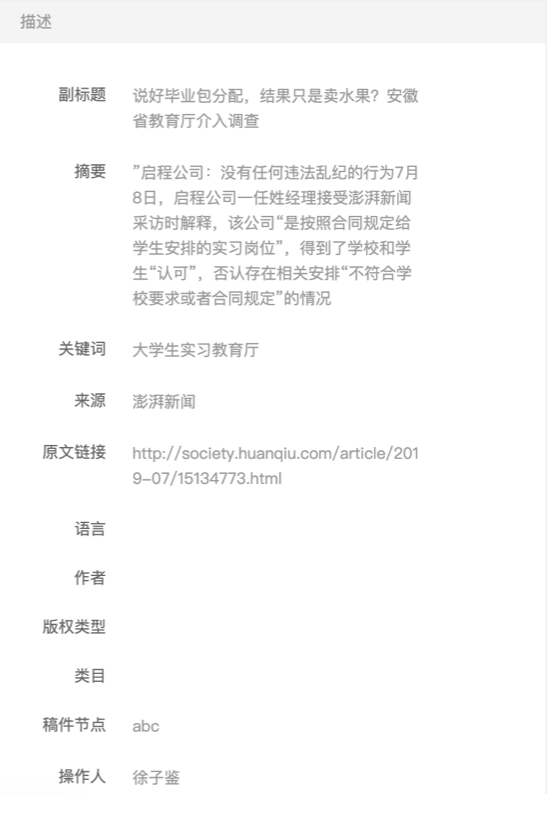 描述
副标题 说好毕业包分配，结果只是卖水果？安徽
省教育厅介入调查
摘要 ”启程公司：没有任何违法乱纪的行为7月
8日，启程公司一任姓经理接受澎湃新闻
采访时解释，该公司“是按照合同规定给
学生安排的实习岗位”，得到了学校和学
生“认可”，否认存在相关安排“不符合学
校要求或者合同规定”的情况
关键词 大学生实习教育厅
来源 澎湃新闻
原文链接 http://society.huanqiu.com/article/201
9-07/15134773.html
语言
作者
版权类型
类目
稿件节点 abc
操作人 徐子鉴